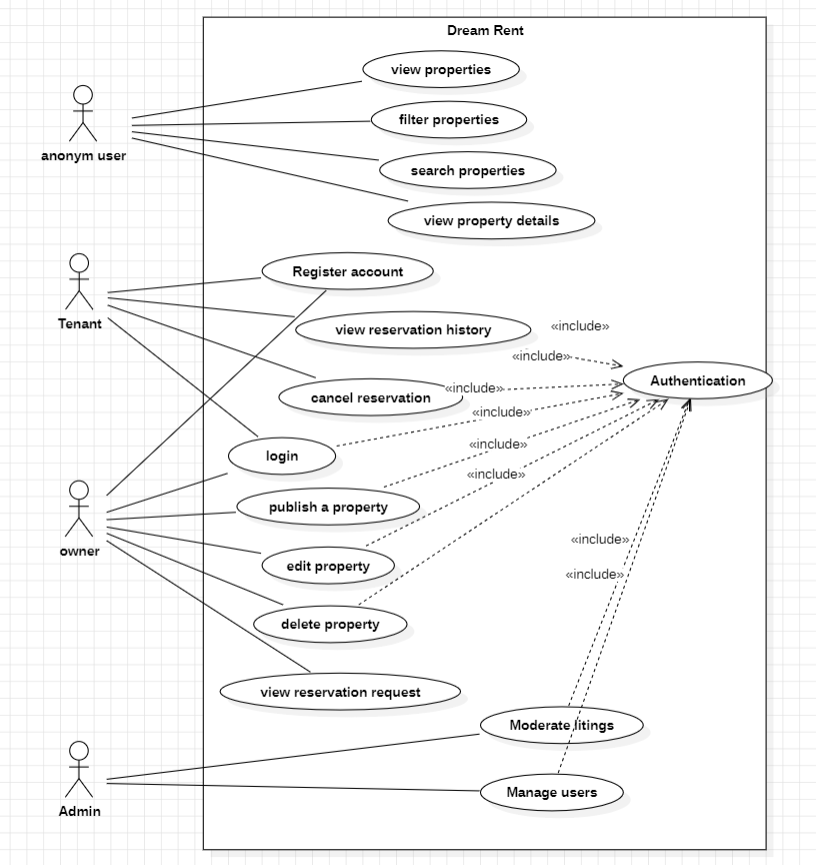 Dream Rent
view properties
filter properties
anonym user
search properties
view property details
Register account
Tenant
view reservation history
«include»
«include»
Authentication
cancel reservation
«include»
«include»
login
«include»
«include»
publish a property
owner
edit property
«include»
«include»
delete property
view reservation request
Moderate litings
Manage users
Admin